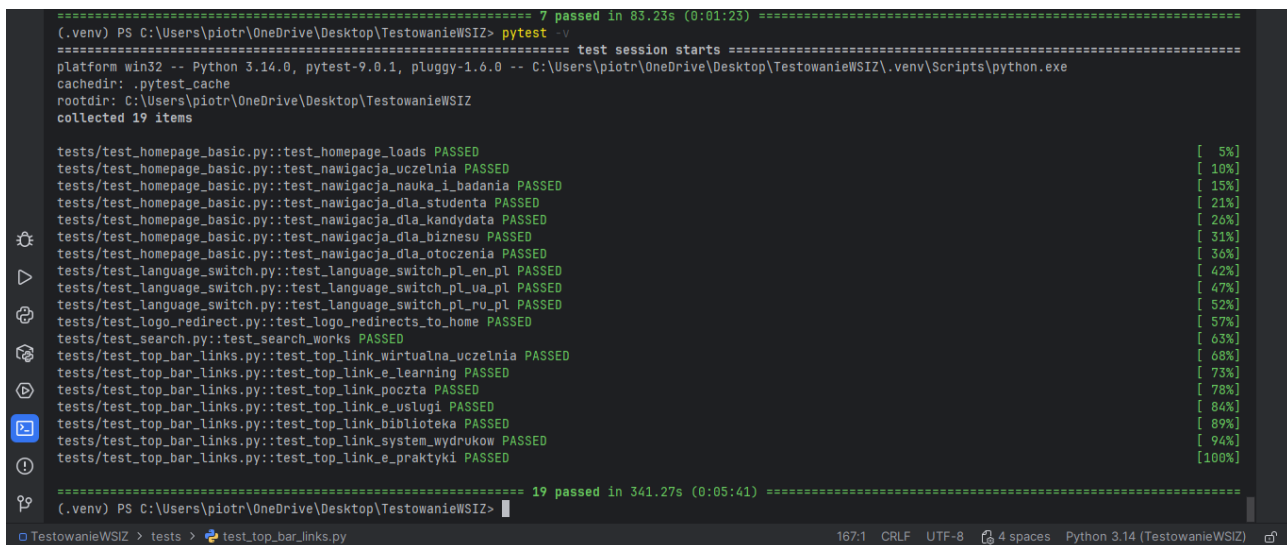 ================================================================ 7 passed in 83.23s (0:01:23) ================================================================
(.venv) PS C:\Users\piotr\OneDrive\Desktop\TestowanieWSIZ> pytest -v
================================================================ test session starts ================================================================
platform win32 -- Python 3.14.0, pytest-9.0.1, pluggy-1.6.0 -- C:\Users\piotr\OneDrive\Desktop\TestowanieWSIZ\.venv\Scripts\python.exe
cachedir: .pytest_cache
rootdir: C:\Users\piotr\OneDrive\Desktop\TestowanieWSIZ
collected 19 items
tests/test_homepage_basic.py::test_homepage_loads PASSED [  5%]
tests/test_homepage_basic.py::test_nawigacja_uczelnia PASSED [ 10%]
tests/test_homepage_basic.py::test_nawigacja_nauka_i_badania PASSED [ 15%]
tests/test_homepage_basic.py::test_nawigacja_dla_studenta PASSED [ 21%]
tests/test_homepage_basic.py::test_nawigacja_dla_kandydata PASSED [ 26%]
tests/test_homepage_basic.py::test_nawigacja_dla_biznesu PASSED [ 31%]
tests/test_homepage_basic.py::test_nawigacja_dla_otoczenia PASSED [ 36%]
tests/test_language_switch.py::test_language_switch_pl_en_pl PASSED [ 42%]
tests/test_language_switch.py::test_language_switch_pl_ua_pl PASSED [ 47%]
tests/test_language_switch.py::test_language_switch_pl_ru_pl PASSED [ 52%]
tests/test_logo_redirect.py::test_logo_redirects_to_home PASSED [ 57%]
tests/test_search.py::test_search_works PASSED [ 63%]
tests/test_top_bar_links.py::test_top_link_wirtualna_uczelnia PASSED [ 68%]
tests/test_top_bar_links.py::test_top_link_e_learning PASSED [ 73%]
tests/test_top_bar_links.py::test_top_link_poczta PASSED [ 78%]
tests/test_top_bar_links.py::test_top_link_e_uslugi PASSED [ 84%]
tests/test_top_bar_links.py::test_top_link_biblioteka PASSED [ 89%]
tests/test_top_bar_links.py::test_top_link_system_wydrukow PASSED [ 94%]
tests/test_top_bar_links.py::test_top_link_e_praktyki PASSED [100%]
================================================================ 19 passed in 341.27s (0:05:41) ================================================================
(.venv) PS C:\Users\piotr\OneDrive\Desktop\TestowanieWSIZ>
TestowanieWSIZ > tests > test_top_bar_links.py 167:1 CRLF UTF-8 4 spaces Python 3.14 (TestowanieWSIZ)